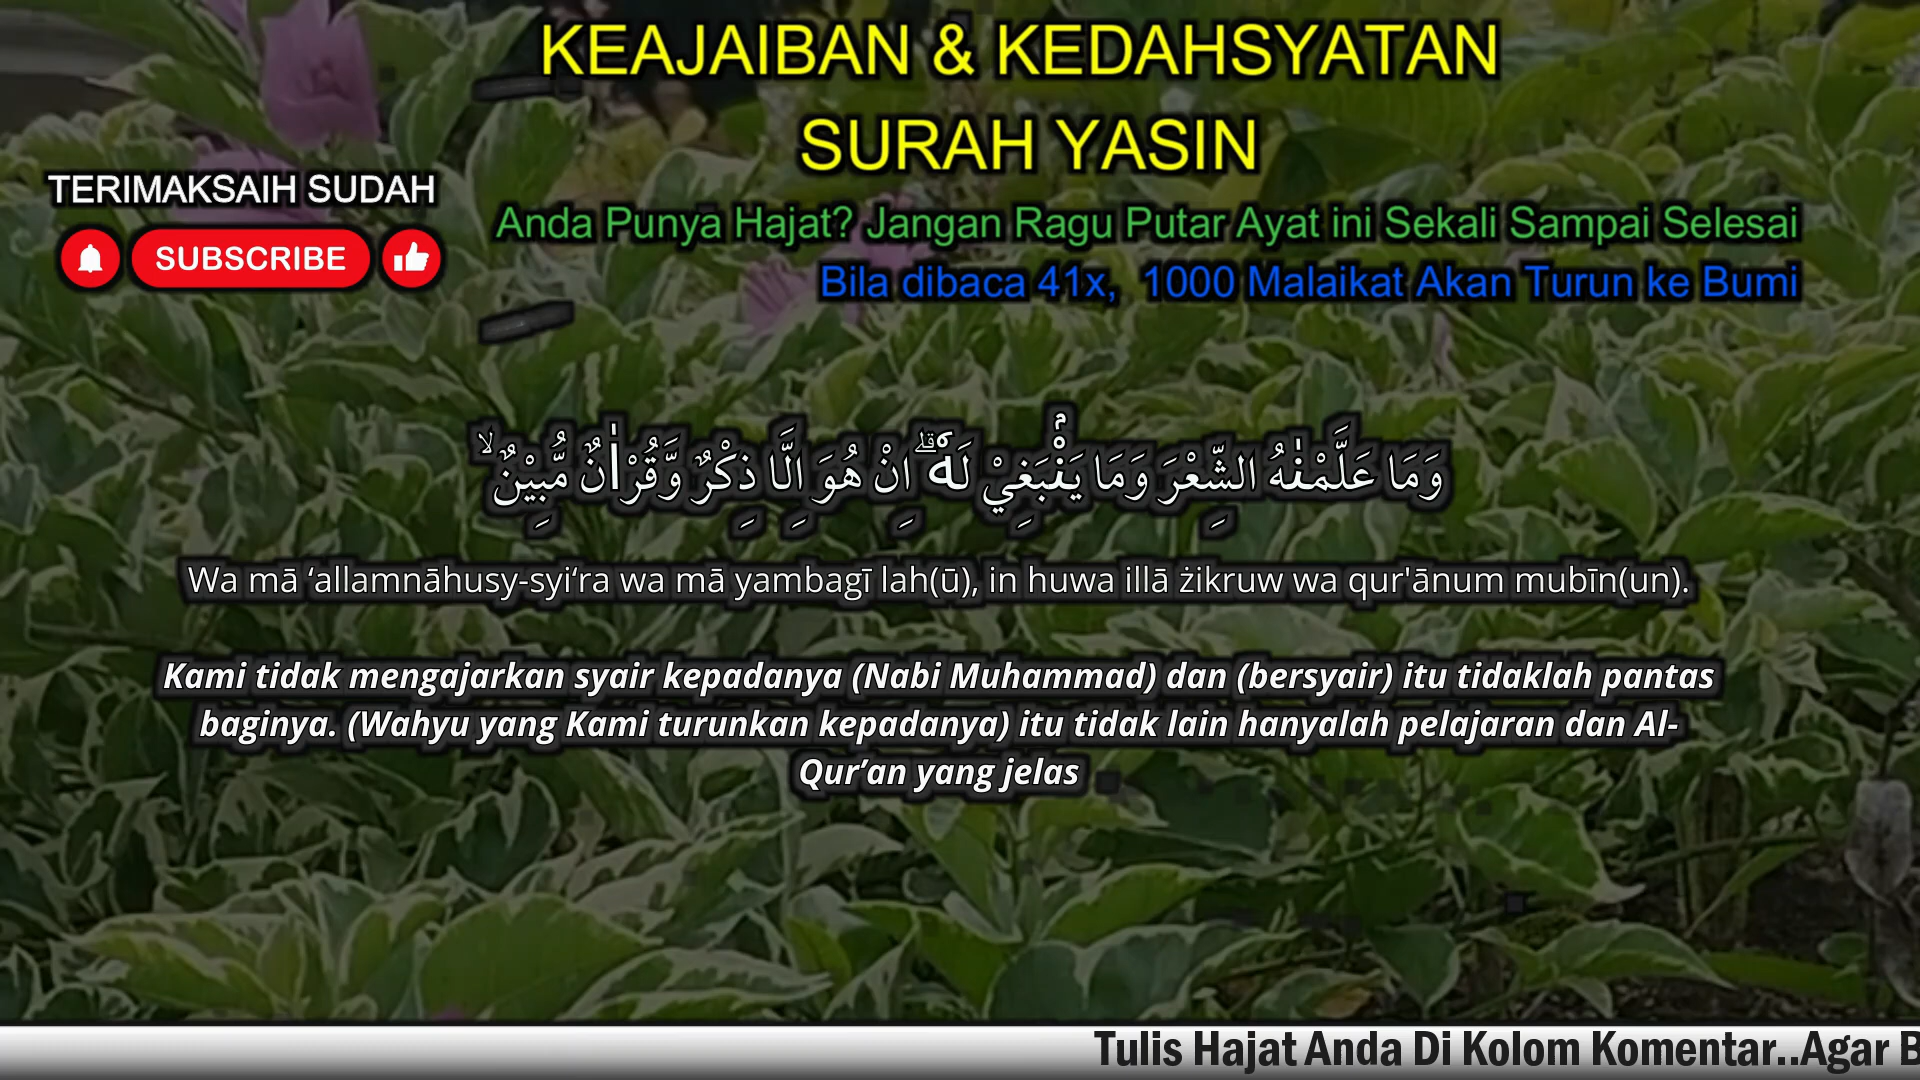 KEAJAIBAN & KEDAHSYATAN
SURAH YASIN
TERIMAKSAIH SUDAH
SUBSCRIBE
Anda Punya Hajat? Jangan Ragu Putar Ayat ini Sekali Sampai Selesai
Bila dibaca 41x, 1000 Malaikat Akan Turun ke Bumi
وَمَا عَلَّمْنٰهُ الشِّعْرَ وَمَا يَنْۢبَغِيْ لَهٗ ۗاِنْ هُوَ اِلَّا ذِكْرٌ وَّقُرْاٰنٌ مُّبِيْنٌ ۙ
Wa mā ‘allamnāhusy-syi‘ra wa mā yambagī lah(ū), in huwa illā żikruw wa qur'ānum mubīn(un).
Kami tidak mengajarkan syair kepadanya (Nabi Muhammad) dan (bersyair) itu tidaklah pantas
baginya. (Wahyu yang Kami turunkan kepadanya) itu tidak lain hanyalah pelajaran dan Al-
Qur’an yang jelas
Tulis Hajat Anda Di Kolom Komentar..Agar B